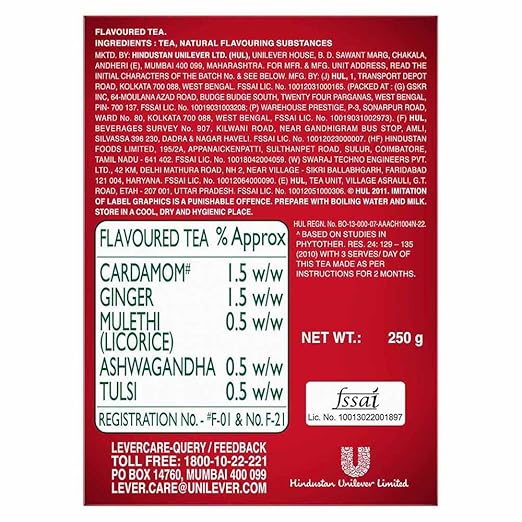 FLAVOURED TEA.
INGREDIENTS : TEA, NATURAL FLAVOURING SUBSTANCES
MKTD. BY: HINDUSTAN UNILEVER LTD. (HUL), UNILEVER HOUSE, B. D. SAWANT MARG, CHAKALA,
ANDHERI (E), MUMBAI 400 099, MAHARASHTRA. FOR MFR. & MFG. UNIT ADDRESS, READ THE
INITIAL CHARACTERS OF THE BATCH No. & SEE BELOW. MFG. BY: (J) HUL, 1, TRANSPORT DEPOT
ROAD, KOLKATA 700 088, WEST BENGAL. FSSAI LIC. No. 10012031000165. (PACKED AT : (G) GSKR
INC, 64-MOULANA AZAD ROAD, BUDGE BUDGE SOUTH, TWENTY FOUR PARGANAS, WEST BENGAL,
PIN- 700 137. FSSAI LIC. No. 10019031003208; (P) WAREHOUSE PRESTIGE, P-3, SONARPUR ROAD,
WARD No. 80, KOLKATA 700 088, WEST BENGAL. FSSAI LIC. No. 10019031002973). (F) HUL,
BEVERAGES SURVEY No. 907, KILWANI ROAD, NEAR GANDHIGRAM BUS STOP, AMLI,
SILVASSA 396 230, DADRA & NAGAR HAVELI. FSSAI LIC. No. 10012023000007. (HF) HINDUSTAN
FOODS LIMITED, 195/2A, APPANAICKENPATTI, SULTHANPET ROAD, SULUR, COIMBATORE,
TAMIL NADU - 641 402. FSSAI LIC. No. 10018042004059. (W) SWARAJ TECHNO ENGINEERS PVT.
LTD., 42 KM, DELHI MATHURA ROAD, NH 2, NEAR VILLAGE - SIKRI BALLABHGARH, FARIDABAD
121 004, HARYANA. FSSAI LIC. No. 10012064000090. (E) HUL, TEA UNIT, VILLAGE ASRAULI, G.T.
ROAD, ETAH - 207 001, UTTAR PRADESH. FSSAI LIC. No. 10012051000306. © HUL 2011. IMITATION
OF LABEL GRAPHICS IS A PUNISHABLE OFFENCE. PREPARE WITH BOILING WATER AND MILK.
STORE IN A COOL, DRY AND HYGIENIC PLACE.
HUL REGN. No. BO-13-000-07-AAACH1004N-22.
^ BASED ON STUDIES IN
PHYTOTHER. RES. 24: 129 – 135
(2010) WITH 3 SERVES/ DAY OF
THIS TEA MADE AS PER
INSTRUCTIONS FOR 2 MONTHS.
FLAVOURED TEA % Approx
CARDAMOM# 1.5 w/w
GINGER 1.5 w/w
MULETHI 0.5 w/w
(LICORICE)
ASHWAGANDHA 0.5 w/w
TULSI 0.5 w/w
REGISTRATION No. - #F-01 & No. F-21
NET WT.: 250 g
fssai
Lic. No. 10013022001897
LEVERCARE-QUERY / FEEDBACK
TOLL FREE: 1800-10-22-221
PO BOX 14760, MUMBAI 400 099
LEVER.CARE@UNILEVER.COM
Hindustan Unilever Limited